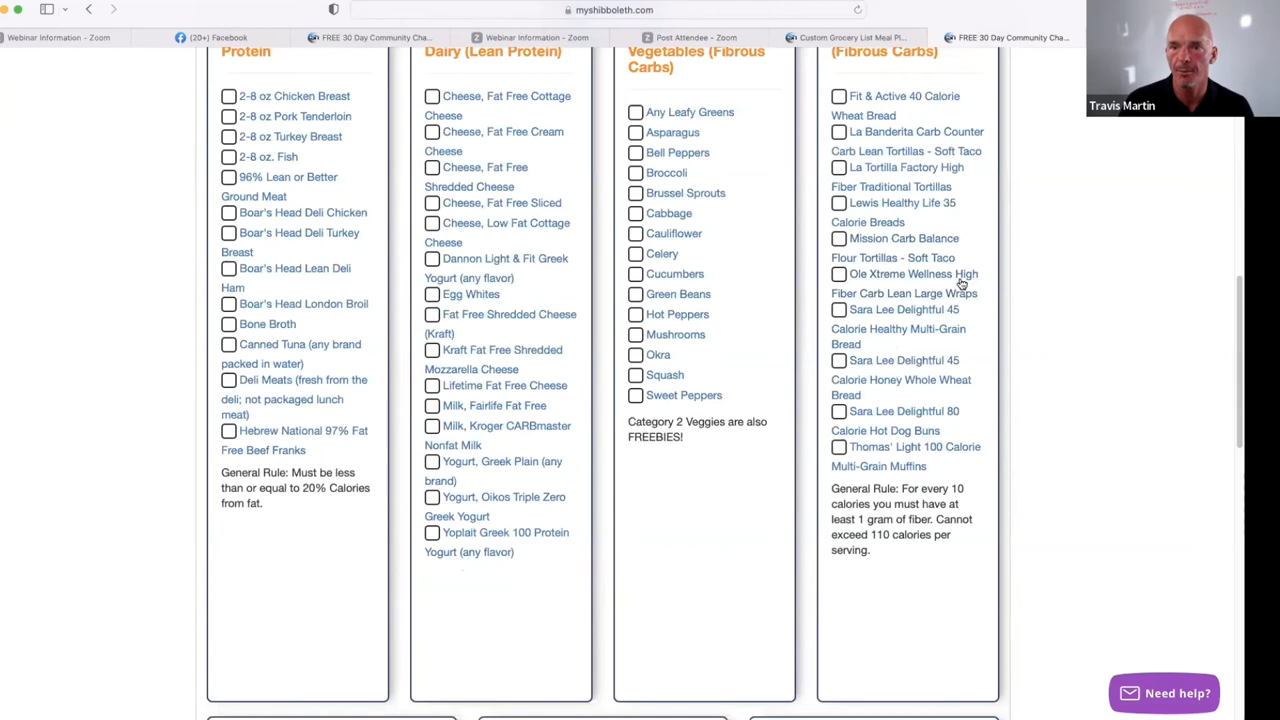 myshibboleth.com
Webinar Information - Zoom
(20+) Facebook
FREE 30 Day Community Cha...
Webinar Information - Zoom
Post Attendee - Zoom
Custom Grocery List Meal Pl...
FREE 30 Day Community Cha...
Travis Martin
Protein
2-8 oz Chicken Breast
2-8 oz Pork Tenderloin
2-8 oz Turkey Breast
2-8 oz. Fish
96% Lean or Better
Ground Meat
Boar's Head Deli Chicken
Boar's Head Deli Turkey
Breast
Boar's Head Lean Deli
Ham
Boar's Head London Broil
Bone Broth
Canned Tuna (any brand
packed in water)
Deli Meats (fresh from the
deli; not packaged lunch
meat)
Hebrew National 97% Fat
Free Beef Franks
General Rule: Must be less
than or equal to 20% Calories
from fat.
Dairy (Lean Protein)
Cheese, Fat Free Cottage
Cheese
Cheese, Fat Free Cream
Cheese
Cheese, Fat Free
Shredded Cheese
Cheese, Fat Free Sliced
Cheese, Low Fat Cottage
Cheese
Dannon Light & Fit Greek
Yogurt (any flavor)
Egg Whites
Fat Free Shredded Cheese
(Kraft)
Kraft Fat Free Shredded
Mozzarella Cheese
Lifetime Fat Free Cheese
Milk, Fairlife Fat Free
Milk, Kroger CARBmaster
Nonfat Milk
Yogurt, Greek Plain (any
brand)
Yogurt, Oikos Triple Zero
Greek Yogurt
Yoplait Greek 100 Protein
Yogurt (any flavor)
Vegetables (Fibrous
Carbs)
Any Leafy Greens
Asparagus
Bell Peppers
Broccoli
Brussel Sprouts
Cabbage
Cauliflower
Celery
Cucumbers
Green Beans
Hot Peppers
Mushrooms
Okra
Squash
Sweet Peppers
Category 2 Veggies are also
FREEBIES!
(Fibrous Carbs)
Fit & Active 40 Calorie
Wheat Bread
La Banderita Carb Counter
Carb Lean Tortillas - Soft Taco
La Tortilla Factory High
Fiber Traditional Tortillas
Lewis Healthy Life 35
Calorie Breads
Mission Carb Balance
Flour Tortillas - Soft Taco
Ole Xtreme Wellness High
Fiber Carb Lean Large Wraps
Sara Lee Delightful 45
Calorie Healthy Multi-Grain
Bread
Sara Lee Delightful 45
Calorie Honey Whole Wheat
Bread
Sara Lee Delightful 80
Calorie Hot Dog Buns
Thomas' Light 100 Calorie
Multi-Grain Muffins
General Rule: For every 10
calories you must have at
least 1 gram of fiber. Cannot
exceed 110 calories per
serving.
Need help?